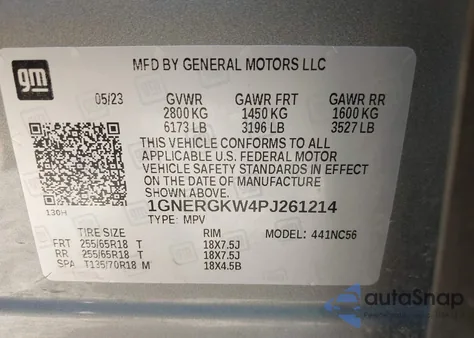 gm
MFD BY GENERAL MOTORS LLC
05/23 GVWR GAWR FRT GAWR RR
2800 KG 1450 KG 1600 KG
6173 LB 3196 LB 3527 LB
THIS VEHICLE CONFORMS TO ALL
APPLICABLE U.S. FEDERAL MOTOR
VEHICLE SAFETY STANDARDS IN EFFECT
ON THE DATE OF MANUFACTURE SHOWN ABOVE.
130H
1GNERGKW4PJ261214
TYPE: MPV
TIRE SIZE RIM MODEL: 441NC56
FRT 255/65R18 T 18X7.5J
RR 255/65R18 T 18X7.5J
SPA T135/70R18 M 18X4.5B
autoSnap